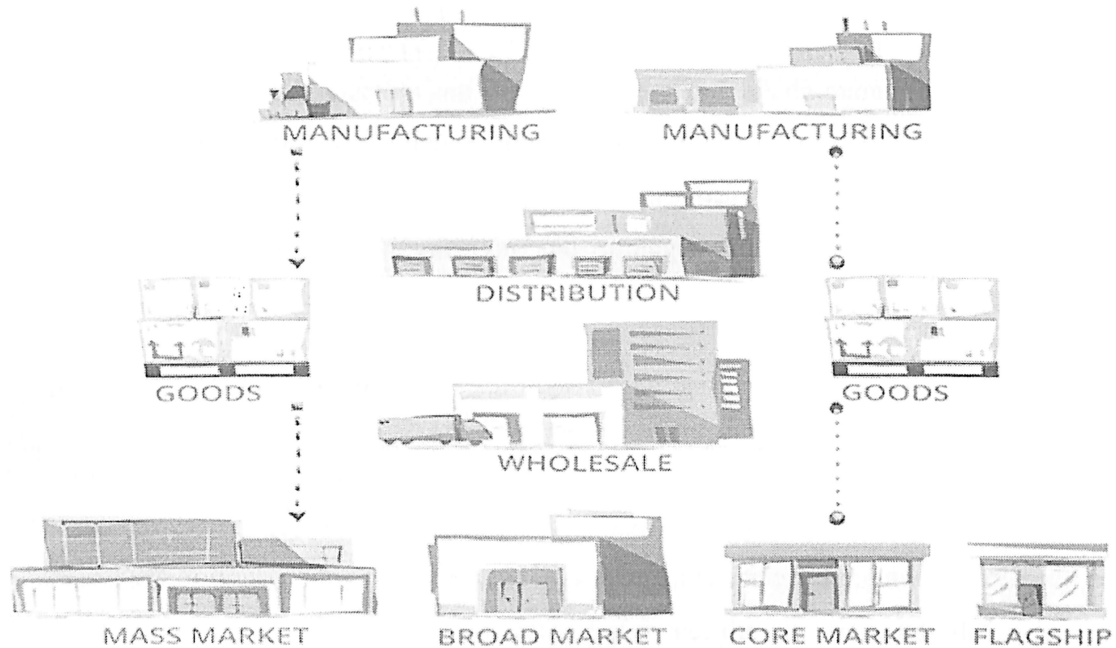 MANUFACTURING
MANUFACTURING
DISTRIBUTION
GOODS
GOODS
WHOLESALE
MASS MARKET
BROAD MARKET
CORE MARKET
FLAGSHIP